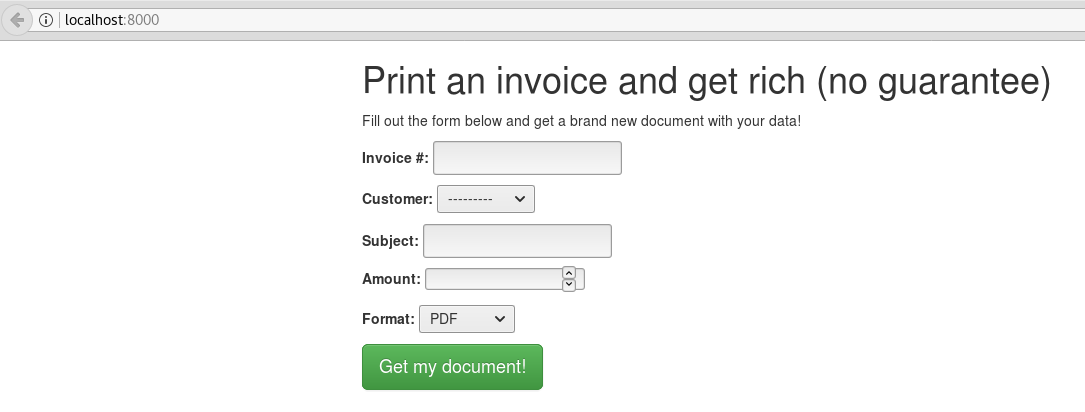 localhost:8000
Print an invoice and get rich (no guarantee)
Fill out the form below and get a brand new document with your data!
Invoice #:
Customer: ---------
Subject:
Amount:
Format: PDF
Get my document!